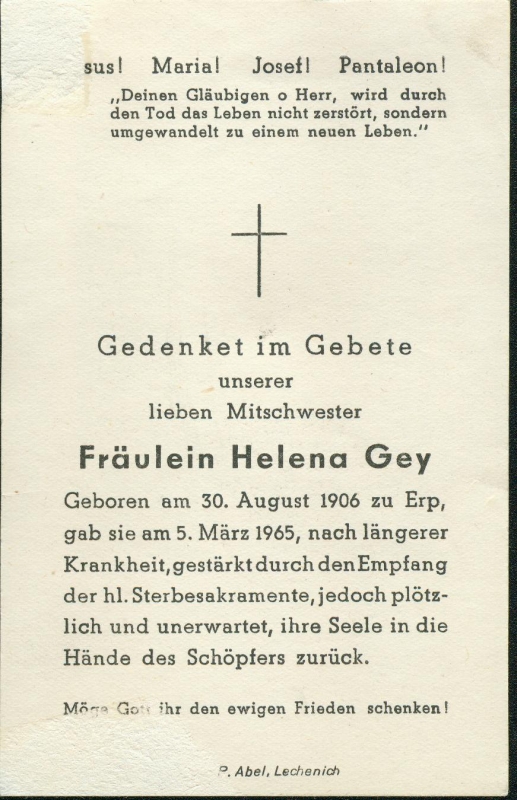 sus! Maria! Josef! Pantaleon!
„Deinen Gläubigen o Herr, wird durch
den Tod das Leben nicht zerstört, sondern
umgewandelt zu einem neuen Leben."
Gedenket im Gebete
unserer
lieben Mitschwester
Fräulein Helena Gey
Geboren am 30. August 1906 zu Erp,
gab sie am 5. März 1965, nach längerer
Krankheit, gestärkt durch den Empfang
der hl. Sterbesakramente, jedoch plötz-
lich und unerwartet, ihre Seele in die
Hände des Schöpfers zurück.
Möge Gott ihr den ewigen Frieden schenken!
P. Abel, Lechenich